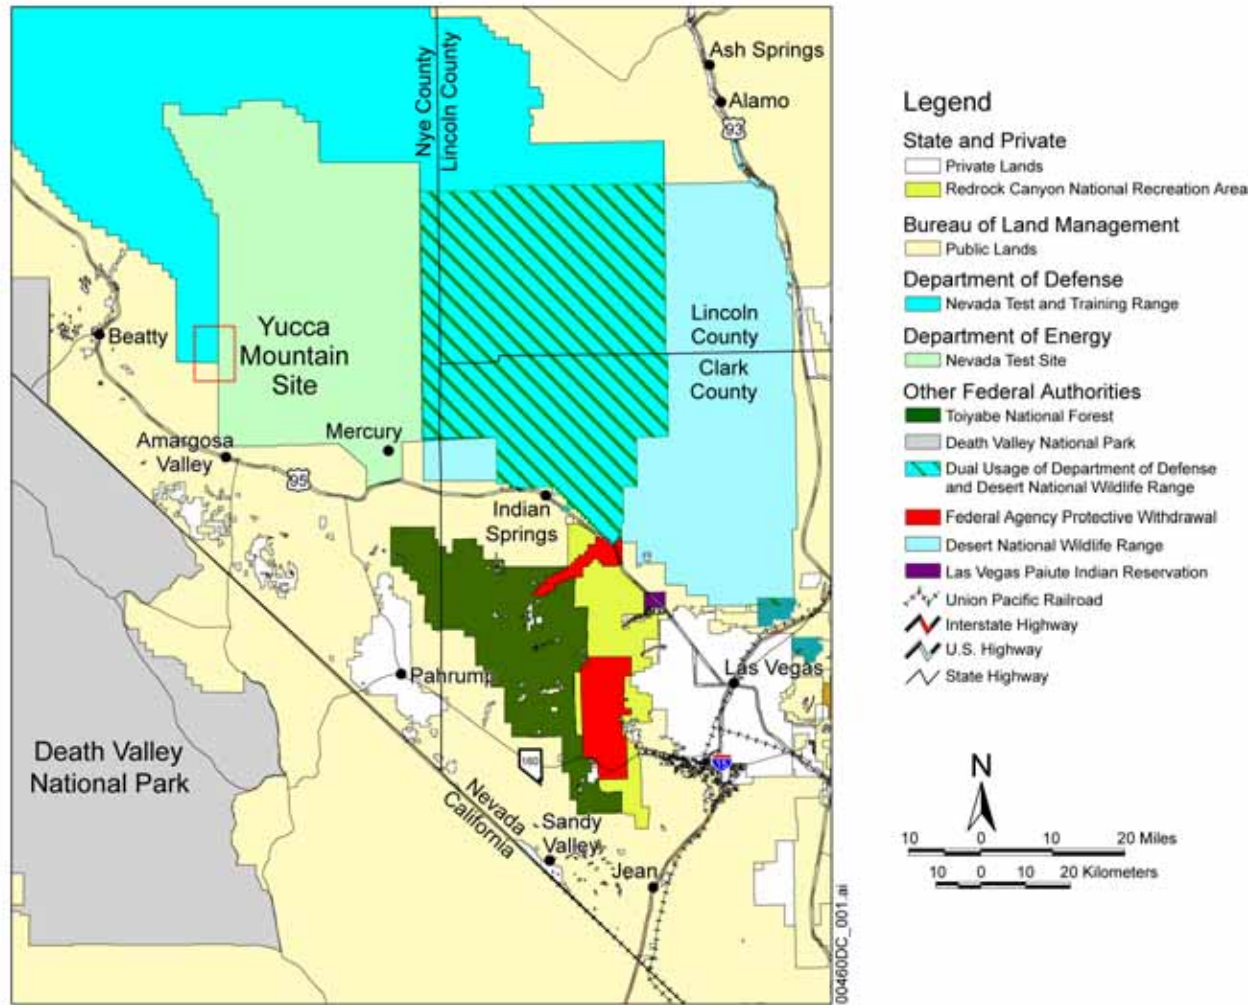 Ash Springs
Alamo
93
Nye County
Lincoln County
Lincoln
County
Clark
County
Yucca
Mountain
Site
Beatty
Mercury
Amargosa
Valley
95
Indian
Springs
Pahrump
Las Vegas
160
Death Valley
National Park
Nevada
California
Sandy
Valley
Jean
00460DC_001.ai
Legend
State and Private
Private Lands
Redrock Canyon National Recreation Area
Bureau of Land Management
Public Lands
Department of Defense
Nevada Test and Training Range
Department of Energy
Nevada Test Site
Other Federal Authorities
Toiyabe National Forest
Death Valley National Park
Dual Usage of Department of Defense
and Desert National Wildlife Range
Federal Agency Protective Withdrawal
Desert National Wildlife Range
Las Vegas Paiute Indian Reservation
Union Pacific Railroad
Interstate Highway
U.S. Highway
State Highway
N
10 0 10 20 Miles
10 0 10 20 Kilometers